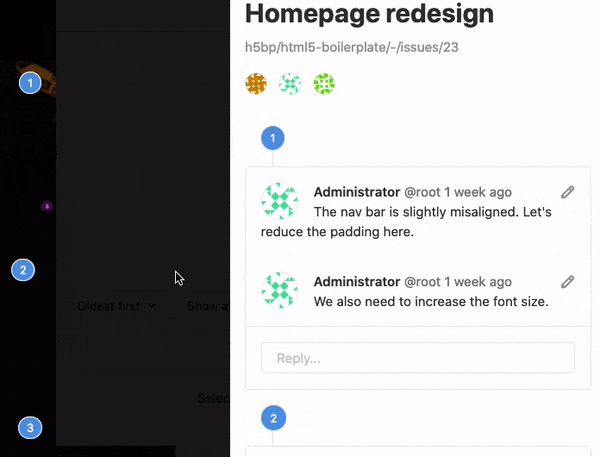 Homepage redesign
h5bp/html5-boilerplate/-/issues/23
1
1
Administrator @root 1 week ago
The nav bar is slightly misaligned. Let's
reduce the padding here.
2
Administrator @root 1 week ago
We also need to increase the font size.
Oldest first
Show a
Reply...
Selec
2
3